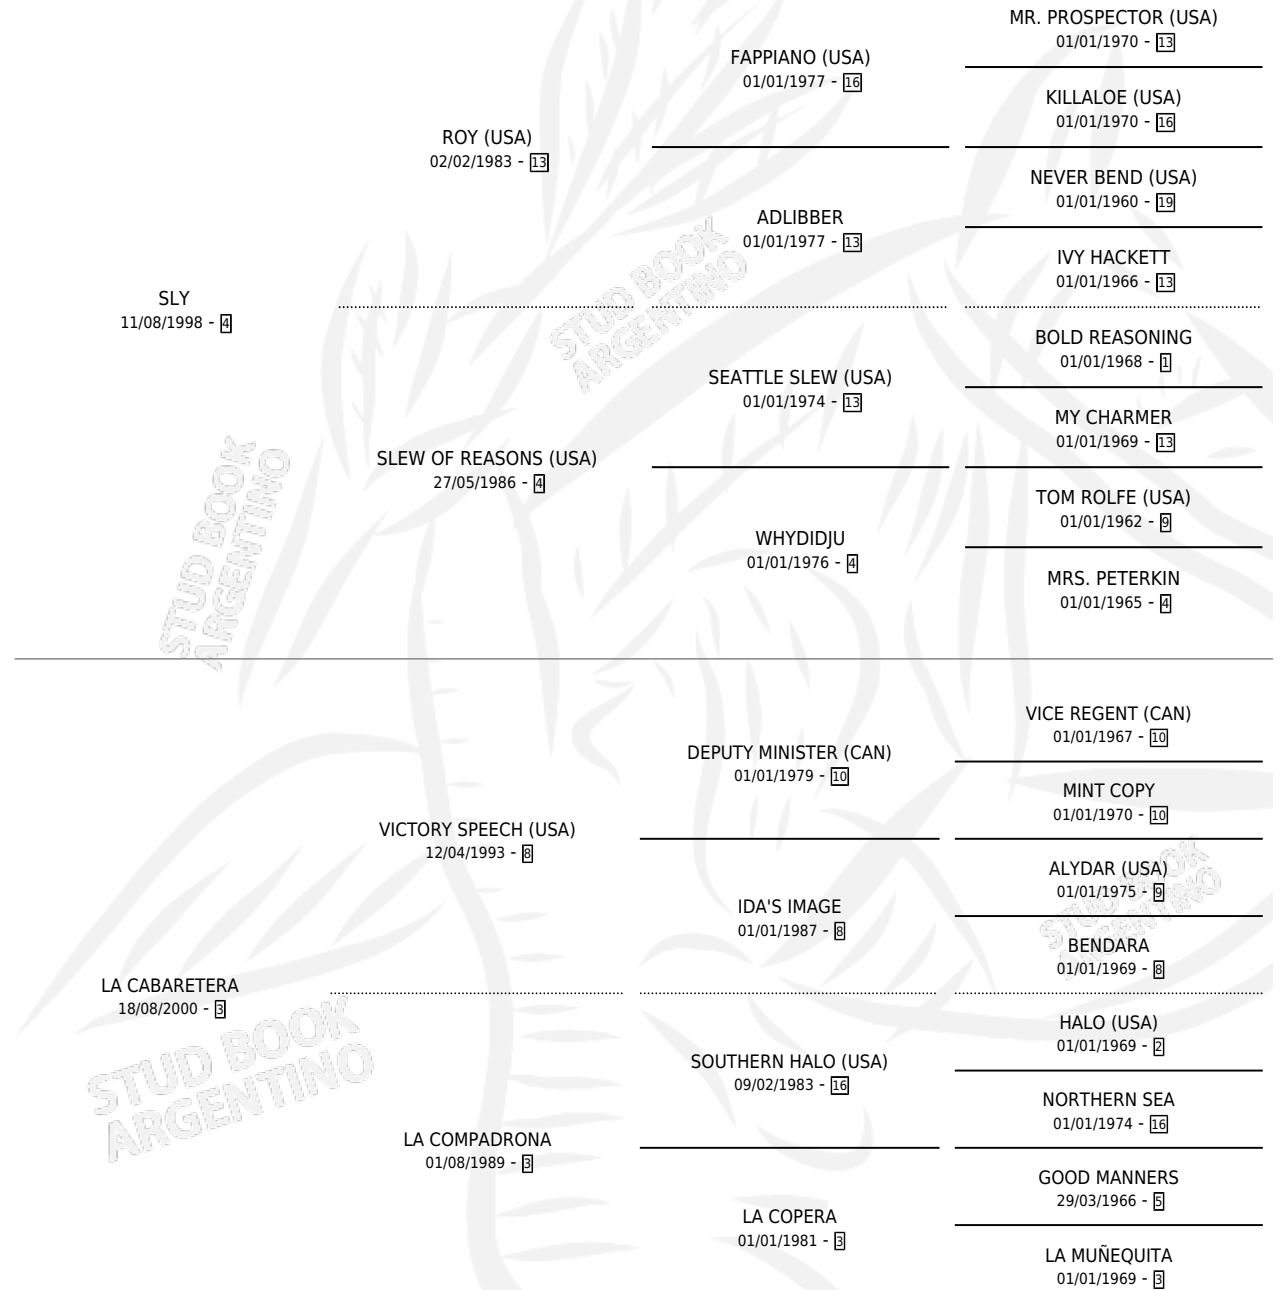 MR. PROSPECTOR (USA)
01/01/1970 - 13
FAPPIANO (USA)
01/01/1977 - 16
KILLALOE (USA)
01/01/1970 - 16
ROY (USA)
02/02/1983 - 13
NEVER BEND (USA)
01/01/1960 - 19
ADLIBBER
01/01/1977 - 13
IVY HACKETT
01/01/1966 - 13
SLY
11/08/1998 - 4
STUD BOOK
ARGENTINO
BOLD REASONING
01/01/1968 - 1
SEATTLE SLEW (USA)
01/01/1974 - 13
MY CHARMER
01/01/1969 - 13
SLEW OF REASONS (USA)
27/05/1986 - 4
TOM ROLFE (USA)
01/01/1962 - 9
WHYDIDJU
01/01/1976 - 4
MRS. PETERKIN
01/01/1965 - 4
STUD BOOK
ARGENTINO
VICE REGENT (CAN)
01/01/1967 - 10
DEPUTY MINISTER (CAN)
01/01/1979 - 10
MINT COPY
01/01/1970 - 10
VICTORY SPEECH (USA)
12/04/1993 - 8
ALYDAR (USA)
01/01/1975 - 9
IDA'S IMAGE
01/01/1987 - 8
STUD BOOK
ARGENTINO
BENDARA
01/01/1969 - 8
LA CABARETERA
18/08/2000 - 3
STUD BOOK
ARGENTINO
HALO (USA)
01/01/1969 - 2
SOUTHERN HALO (USA)
09/02/1983 - 16
NORTHERN SEA
01/01/1974 - 16
LA COMPADRONA
01/08/1989 - 3
GOOD MANNERS
29/03/1966 - 5
LA COPERA
01/01/1981 - 3
LA MUÑEQUITA
01/01/1969 - 3